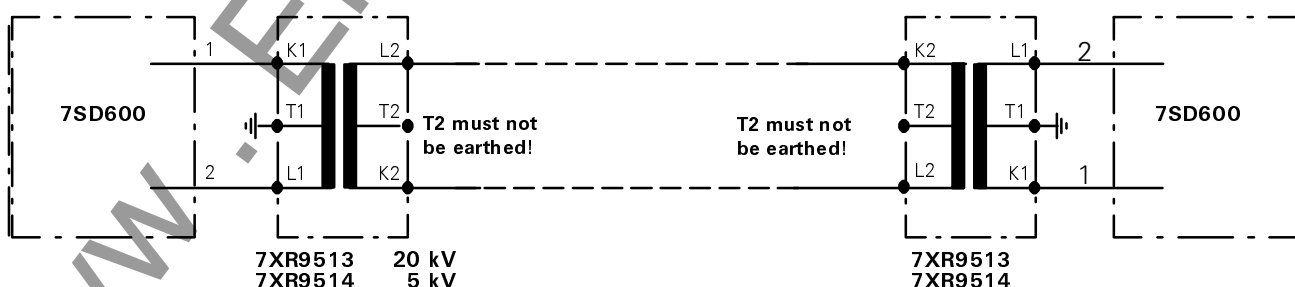 1 K1 L2 K2 L1 2
7SD600 T1 T2 T2 must not be earthed! T2 must not be earthed! T2 T1 7SD600
2 L1 K2 L2 K1 1
7XR9513 20 kV 7XR9513
7XR9514 5 kV 7XR9514